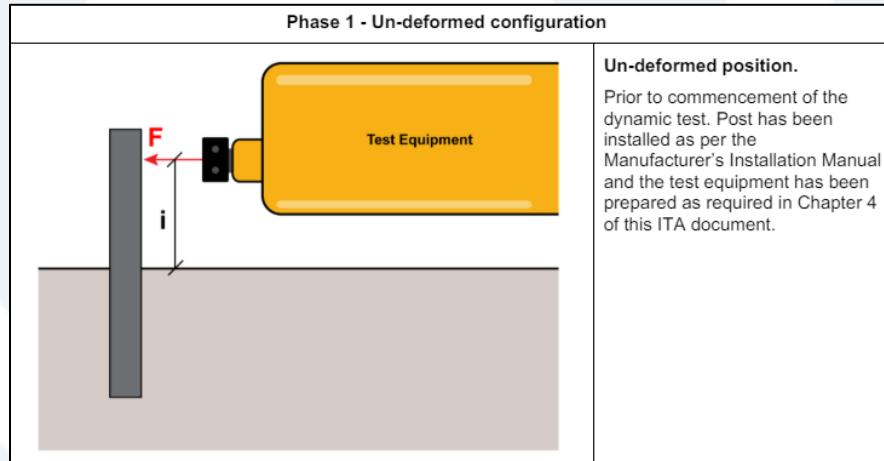 Phase 1 - Un-deformed configuration
F
i
Test Equipment
Un-deformed position.
Prior to commencement of the
dynamic test. Post has been
installed as per the
Manufacturer's Installation Manual
and the test equipment has been
prepared as required in Chapter 4
of this ITA document.